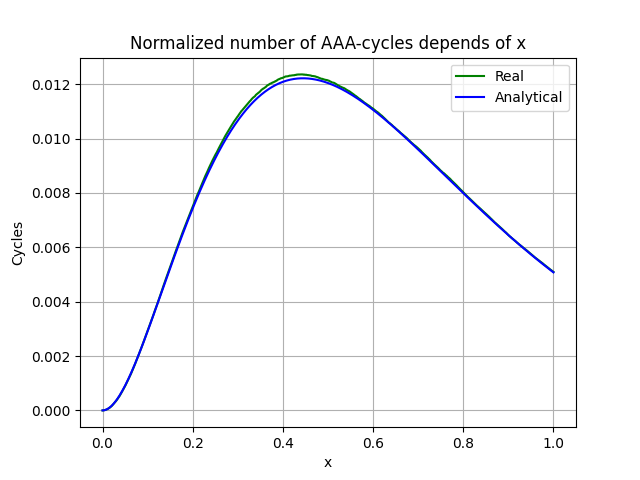 Normalized number of AAA-cycles depends of x
Real
Analytical
0.012
0.010
0.008
0.006
0.004
0.002
0.000
Cycles
0.0 0.2 0.4 0.6 0.8 1.0
x